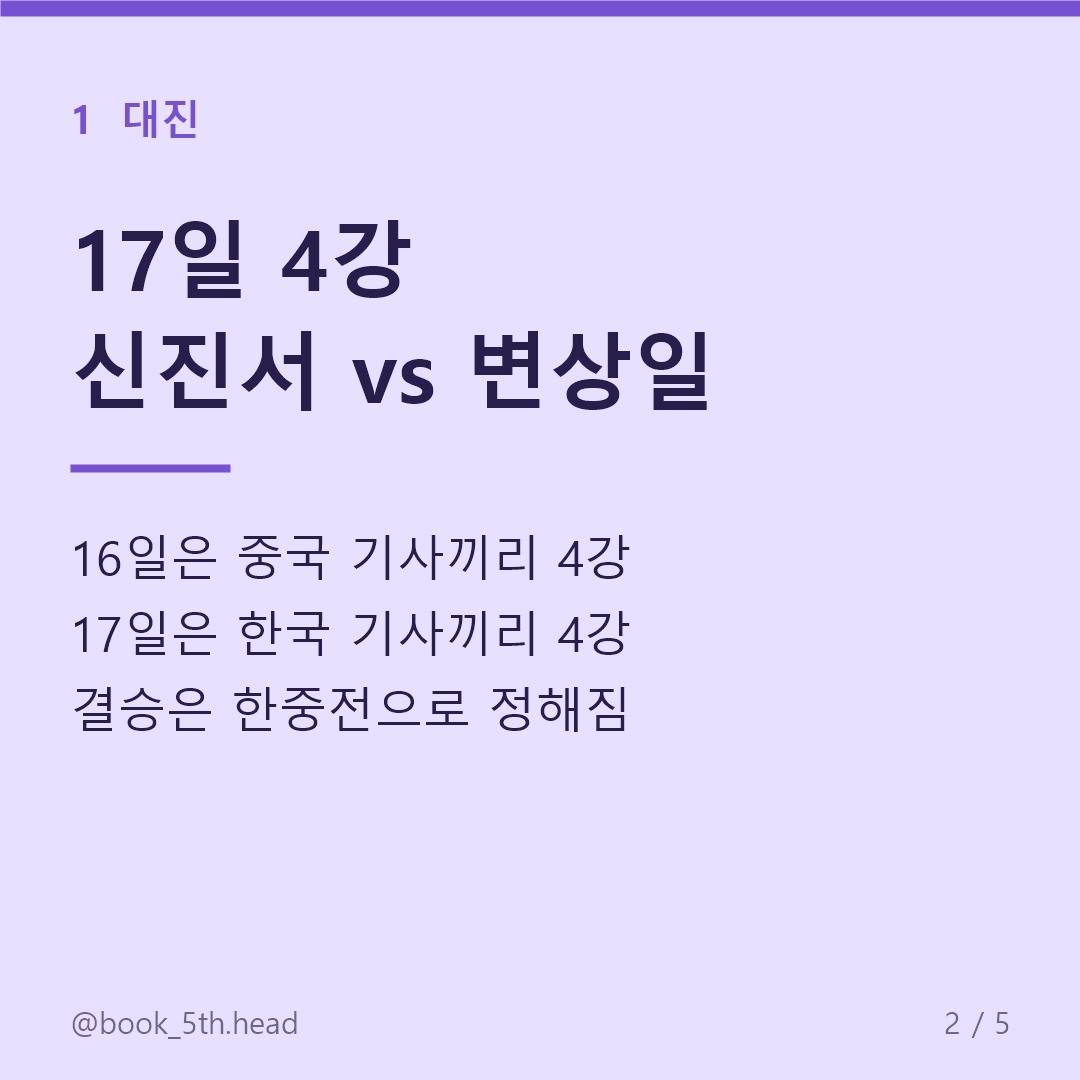 1 대진
17일 4강
신진서 vs 변상일
16일은 중국 기사끼리 4강
17일은 한국 기사끼리 4강
결승은 한중전으로 정해짐
@book_5th.head
2 / 5